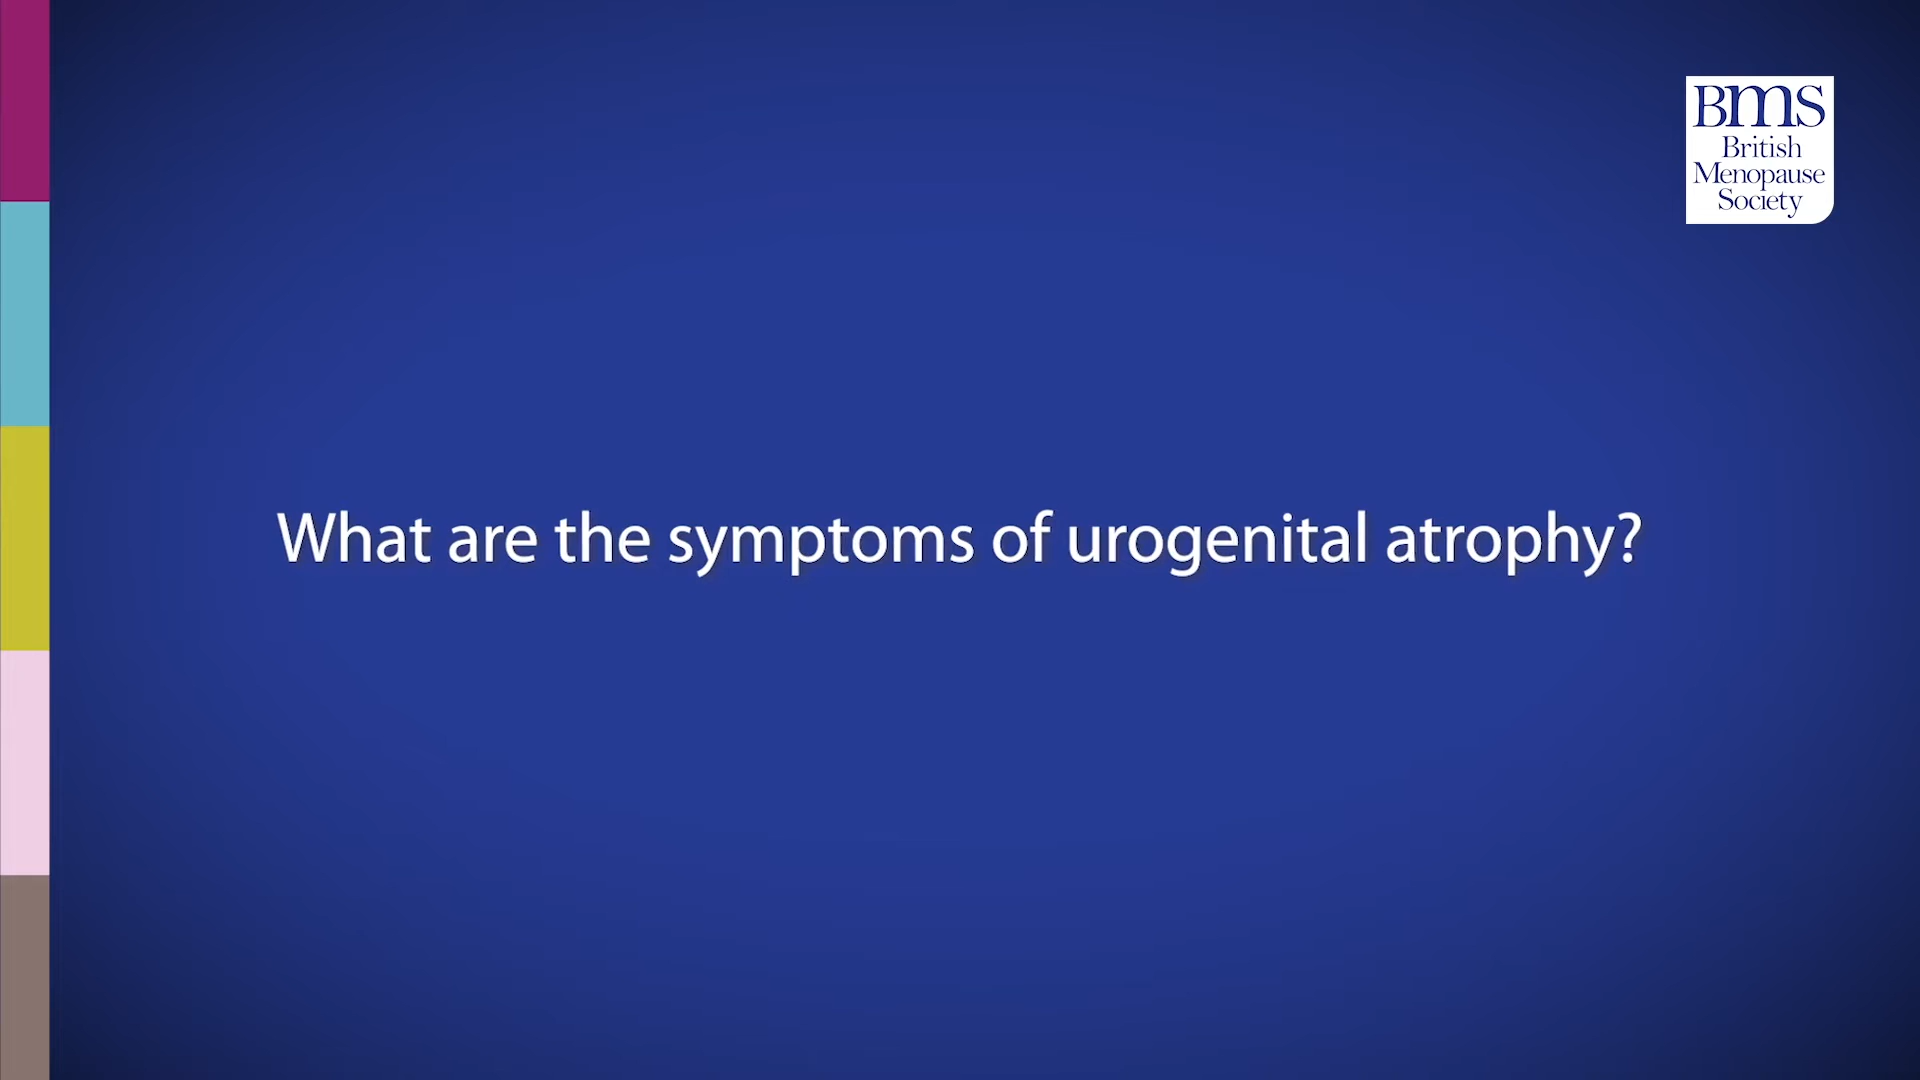 BMS
British
Menopause
Society
What are the symptoms of urogenital atrophy?